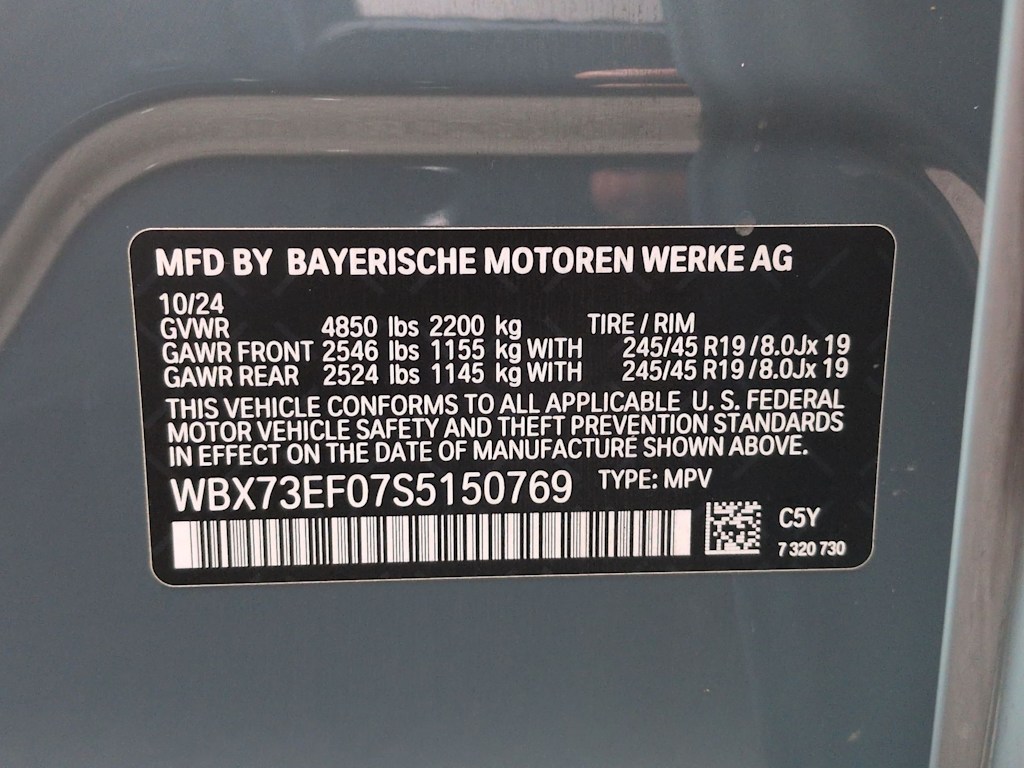 MFD BY BAYERISCHE MOTOREN WERKE AG
10/24
GVWR 4850 lbs 2200 kg TIRE / RIM
GAWR FRONT 2546 lbs 1155 kg WITH 245/45 R19 /8.0Jx 19
GAWR REAR 2524 lbs 1145 kg WITH 245/45 R19 /8.0Jx 19
THIS VEHICLE CONFORMS TO ALL APPLICABLE U. S. FEDERAL
MOTOR VEHICLE SAFETY AND THEFT PREVENTION STANDARDS
IN EFFECT ON THE DATE OF MANUFACTURE SHOWN ABOVE.
WBX73EF07S5150769 TYPE: MPV
C5Y
7 320 730